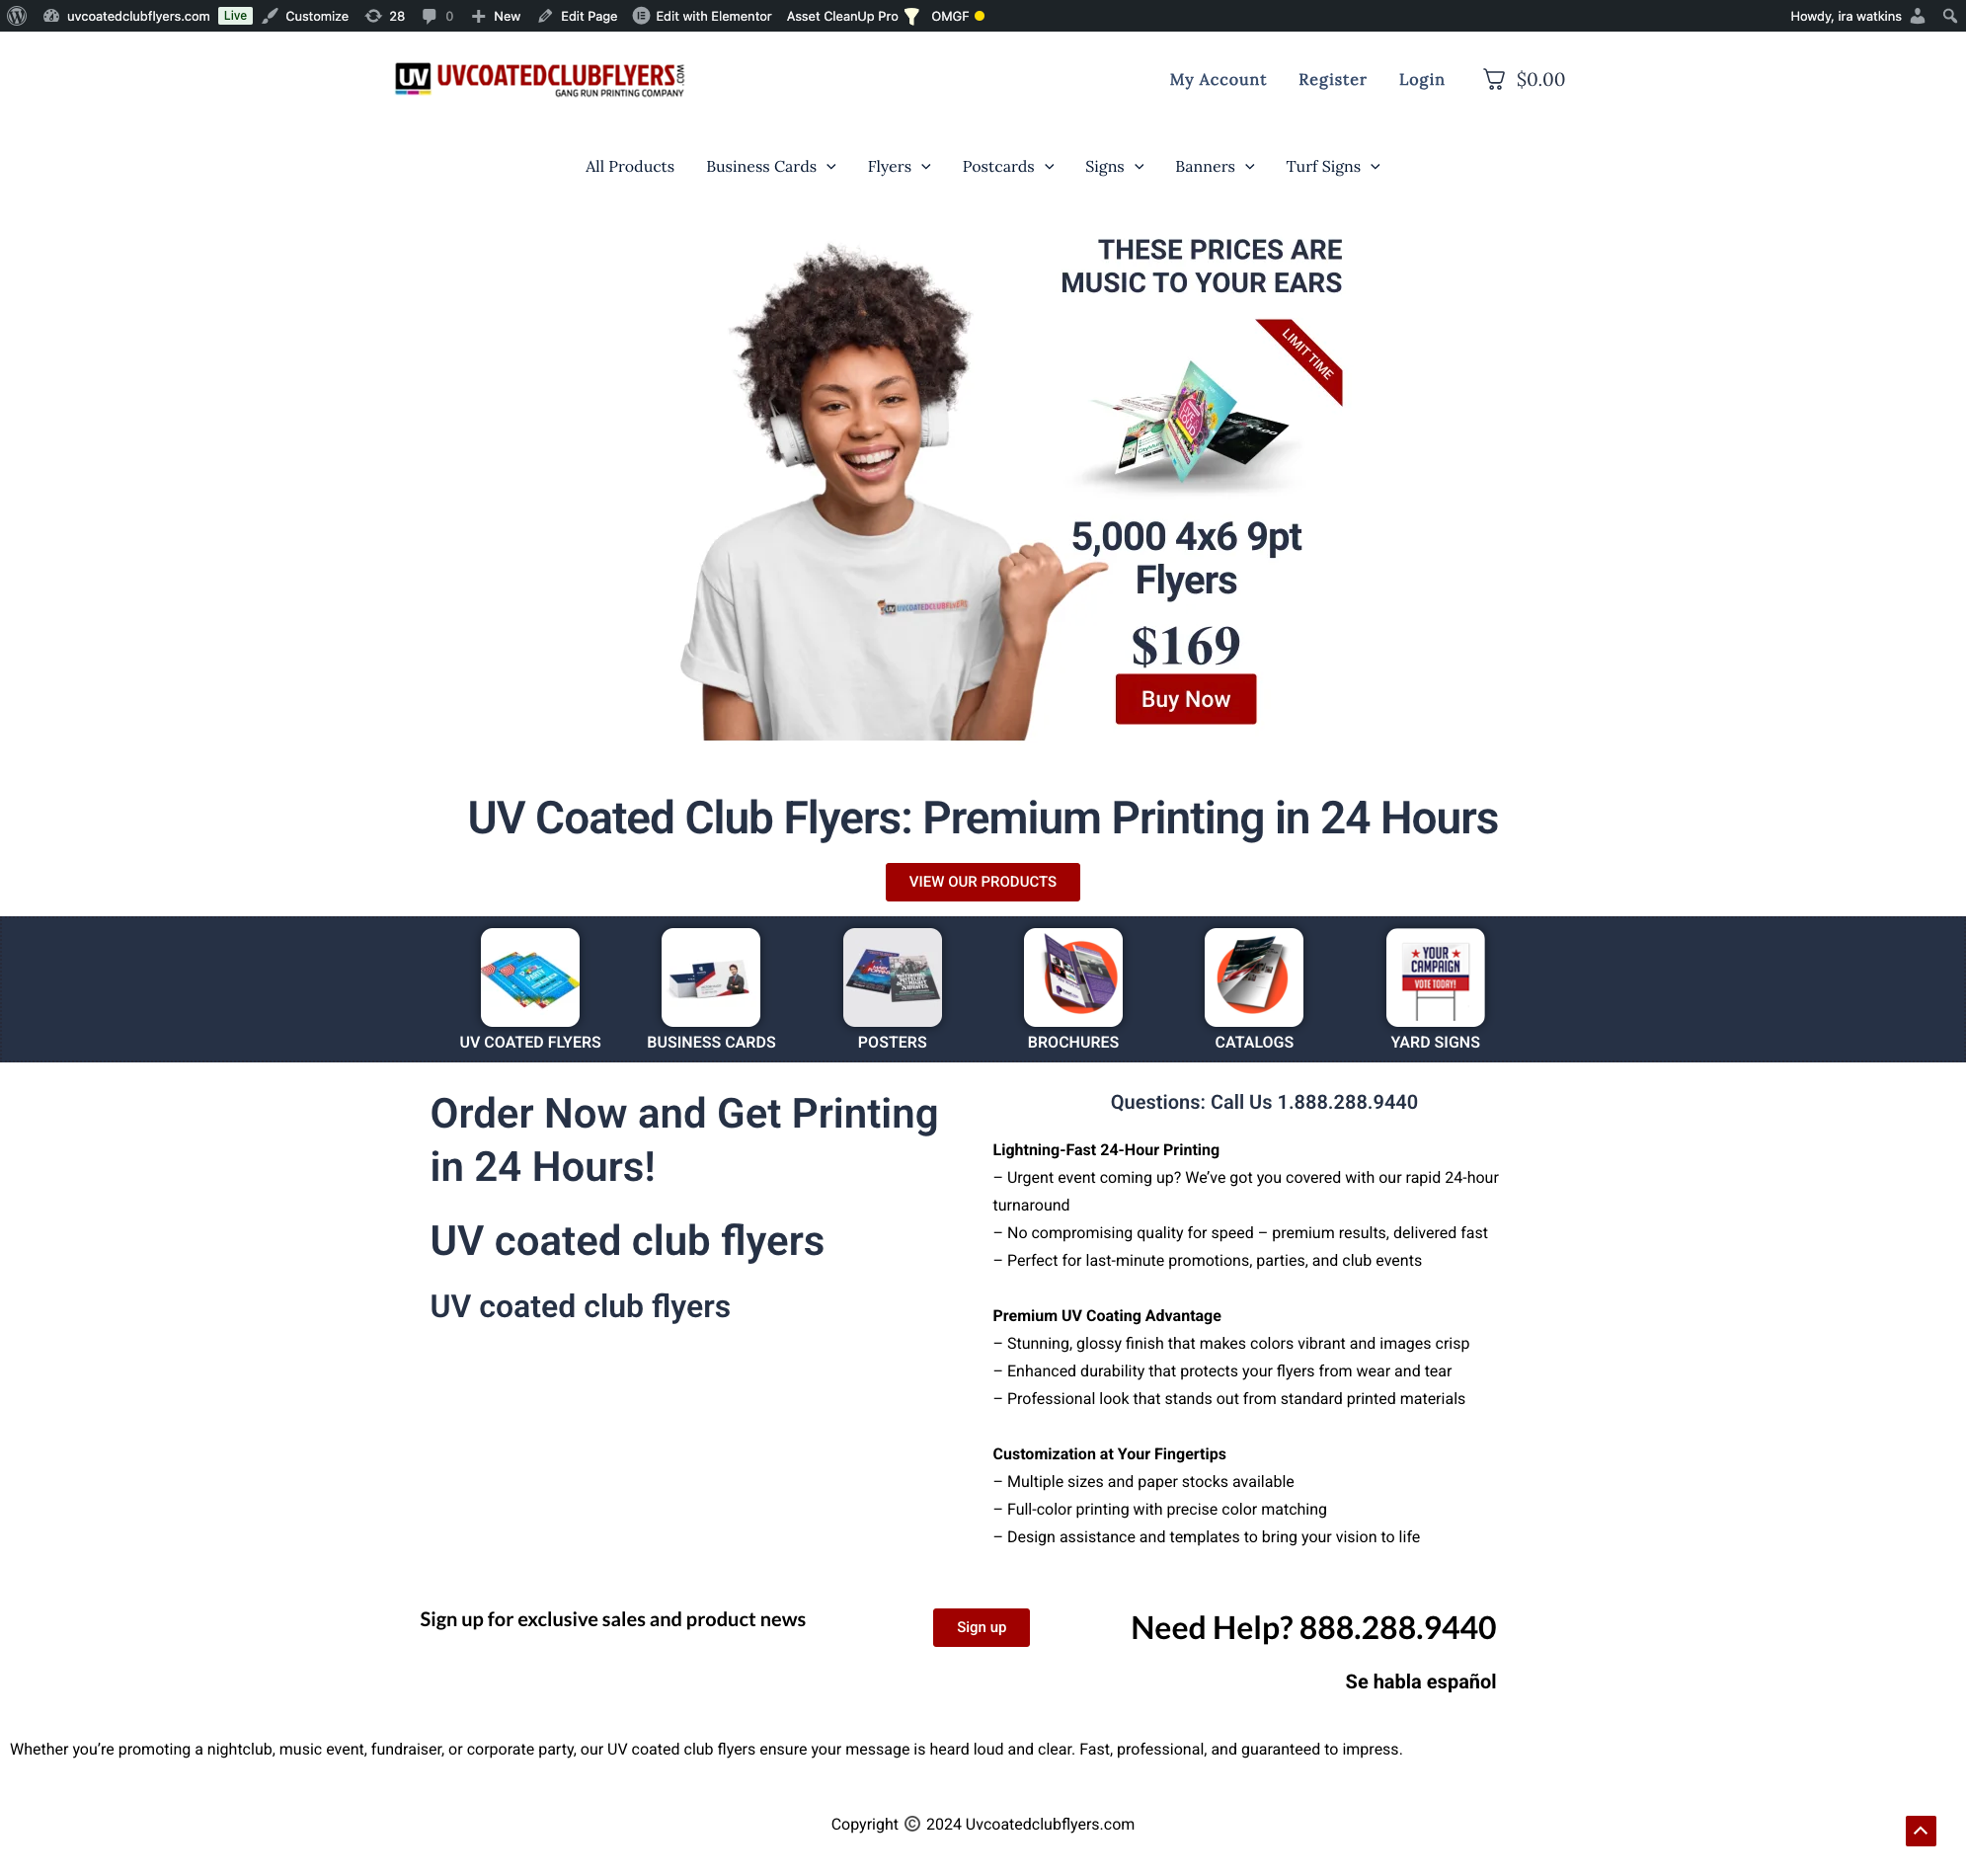 uvcoatedclubflyers.com Live Customize 28 0 New Edit Page Edit with Elementor Asset CleanUp Pro OMGF Howdy, ira watkins
UV UVCOATEDCLUBFLYERS.COM
GANG RUN PRINTING COMPANY
My Account Register Login $0.00
All Products Business Cards Flyers Postcards Signs Banners Turf Signs
THESE PRICES ARE
MUSIC TO YOUR EARS
LIMIT TIME
5,000 4x6 9pt
Flyers
UV UVCOATEDCLUBFLYERS
$169
Buy Now
UV Coated Club Flyers: Premium Printing in 24 Hours
VIEW OUR PRODUCTS
YOUR
CAMPAIGN
VOTE TODAY!
UV COATED FLYERS BUSINESS CARDS POSTERS BROCHURES CATALOGS YARD SIGNS
Order Now and Get Printing
in 24 Hours!
UV coated club flyers
UV coated club flyers
Questions: Call Us 1.888.288.9440
Lightning-Fast 24-Hour Printing
– Urgent event coming up? We’ve got you covered with our rapid 24-hour
turnaround
– No compromising quality for speed – premium results, delivered fast
– Perfect for last-minute promotions, parties, and club events
Premium UV Coating Advantage
– Stunning, glossy finish that makes colors vibrant and images crisp
– Enhanced durability that protects your flyers from wear and tear
– Professional look that stands out from standard printed materials
Customization at Your Fingertips
– Multiple sizes and paper stocks available
– Full-color printing with precise color matching
– Design assistance and templates to bring your vision to life
Sign up for exclusive sales and product news
Sign up
Need Help? 888.288.9440
Se habla español
Whether you’re promoting a nightclub, music event, fundraiser, or corporate party, our UV coated club flyers ensure your message is heard loud and clear. Fast, professional, and guaranteed to impress.
Copyright © 2024 Uvcoatedclubflyers.com